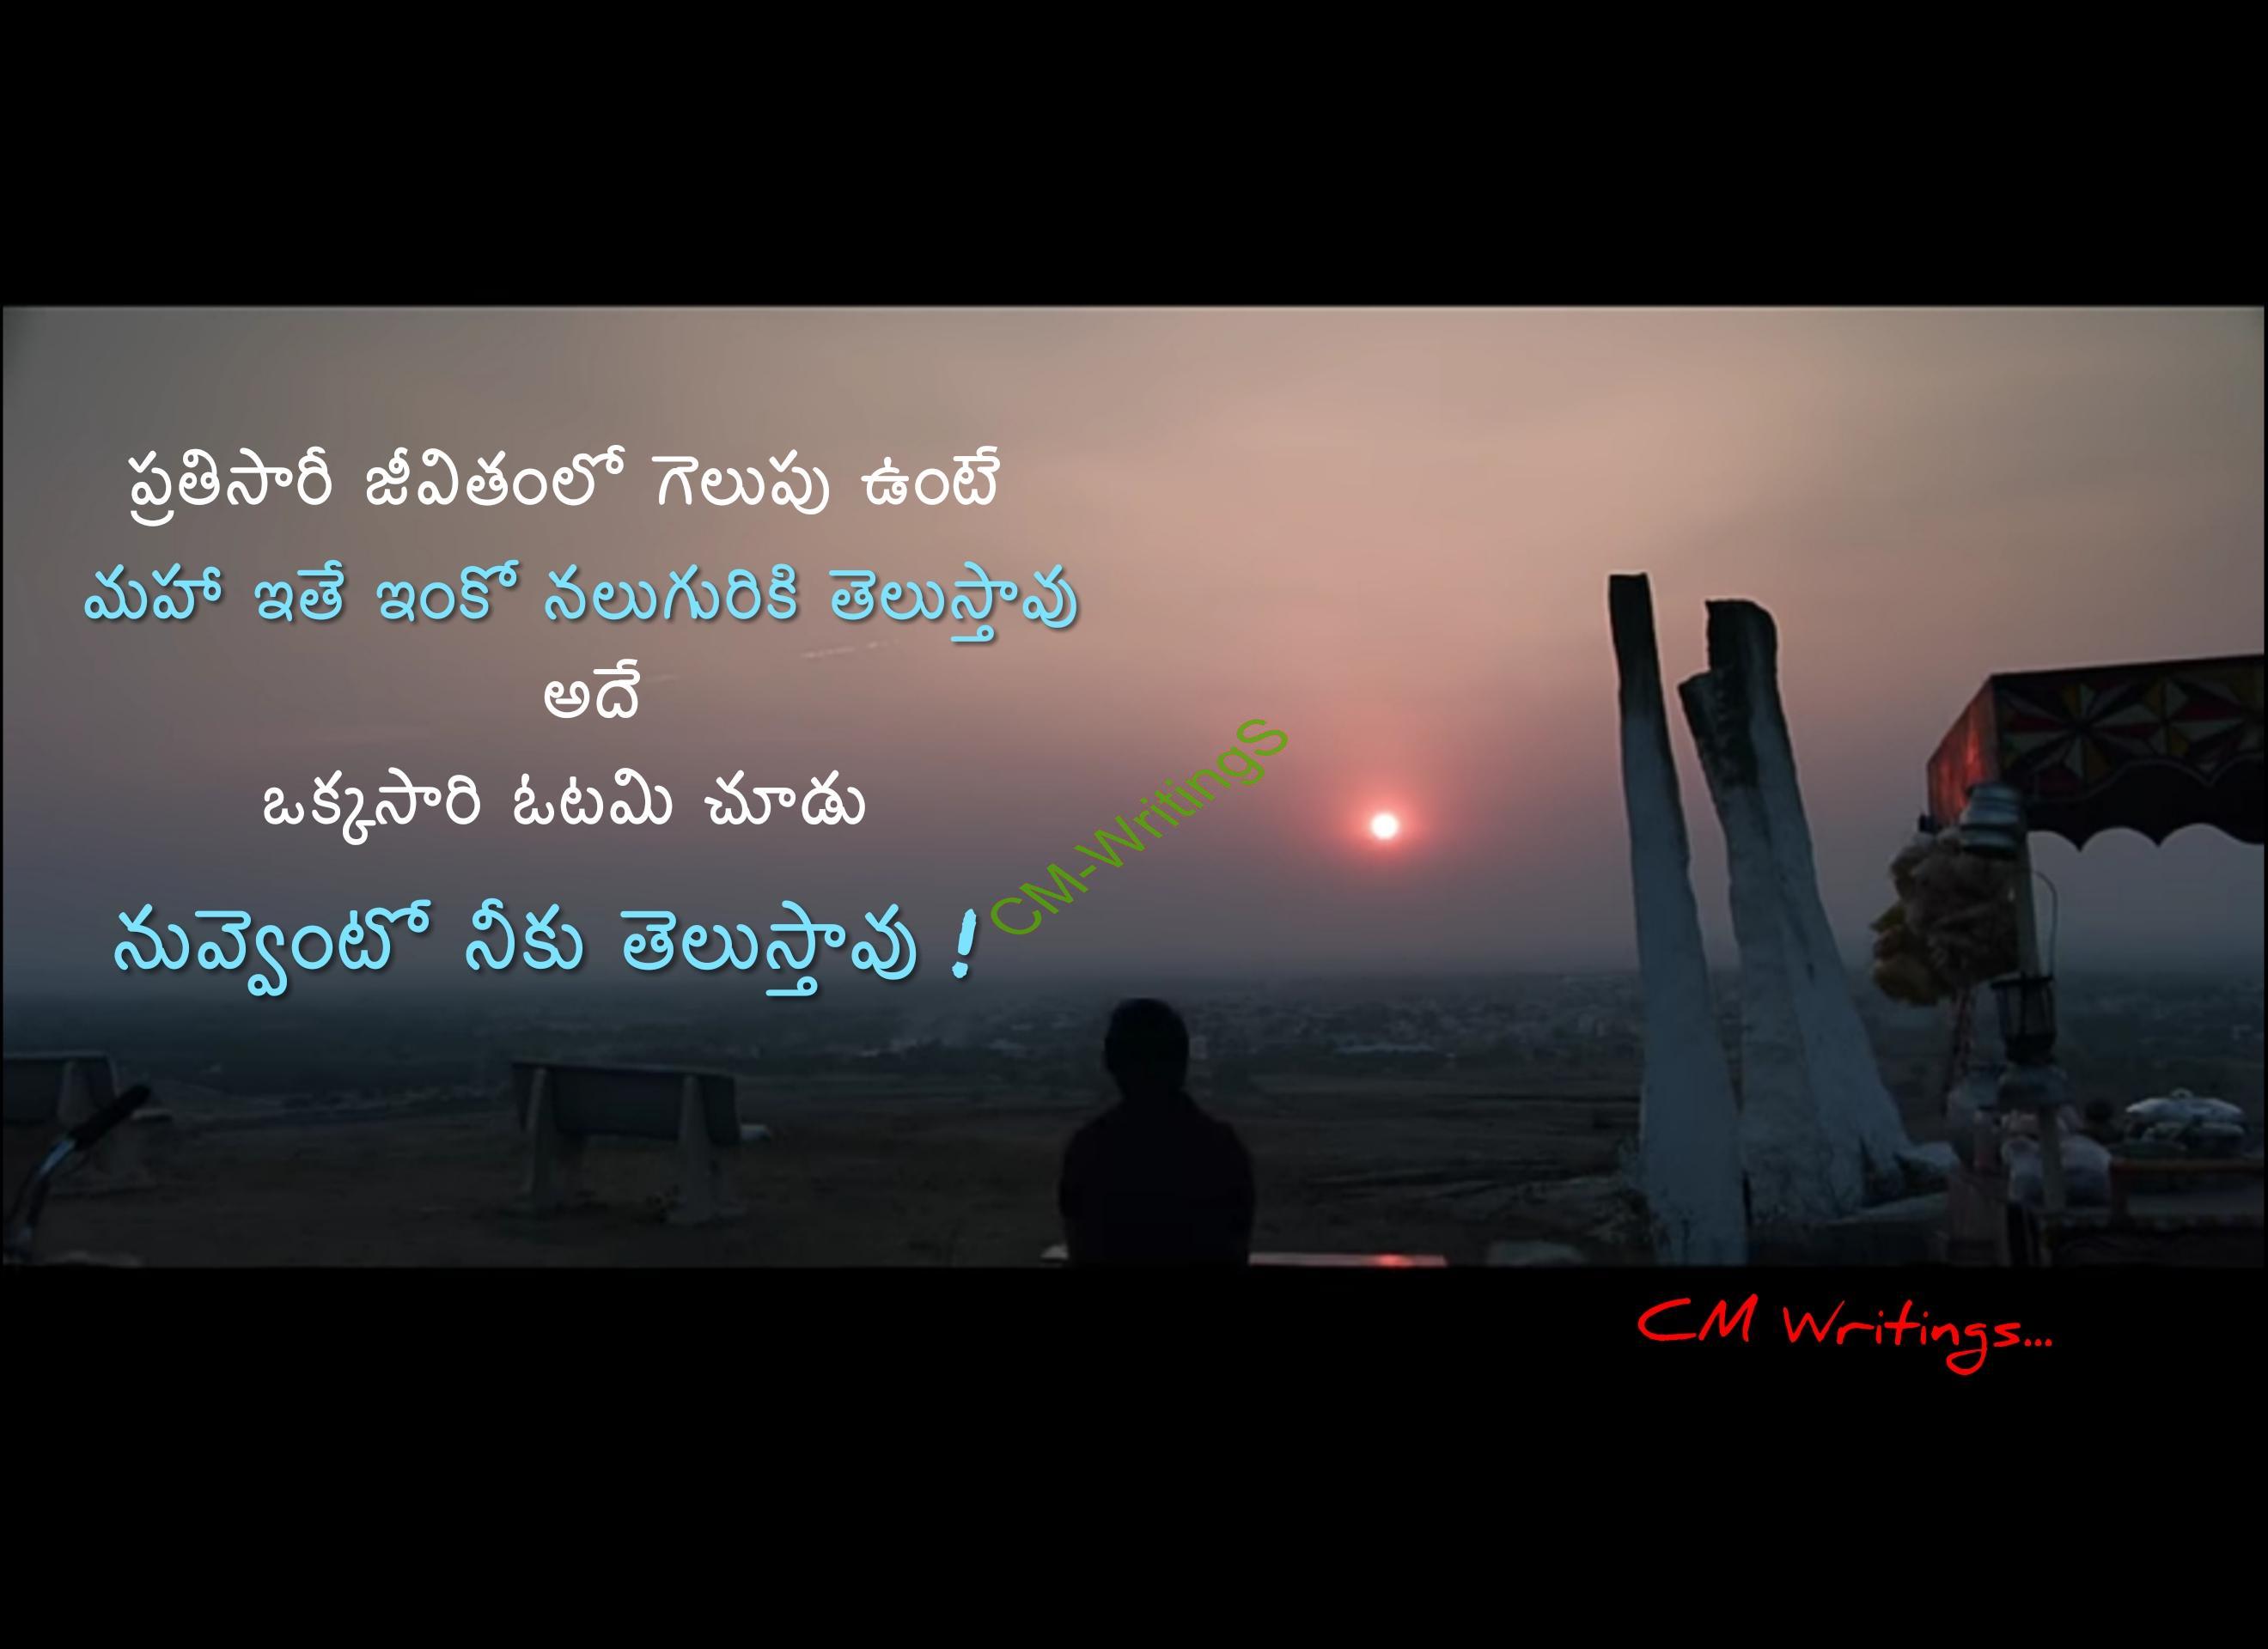 ప్రతిసారీ జీవితంలో గెలుపు ఉంటే
మహా ఇతే ఇంకో నలుగురికి తెలుస్తావు
అదే
ఒక్కసారి ఓటమి చూడు
నువ్వెంటో నీకు తెలుస్తావు !
CM-WritingS
CM Writings...